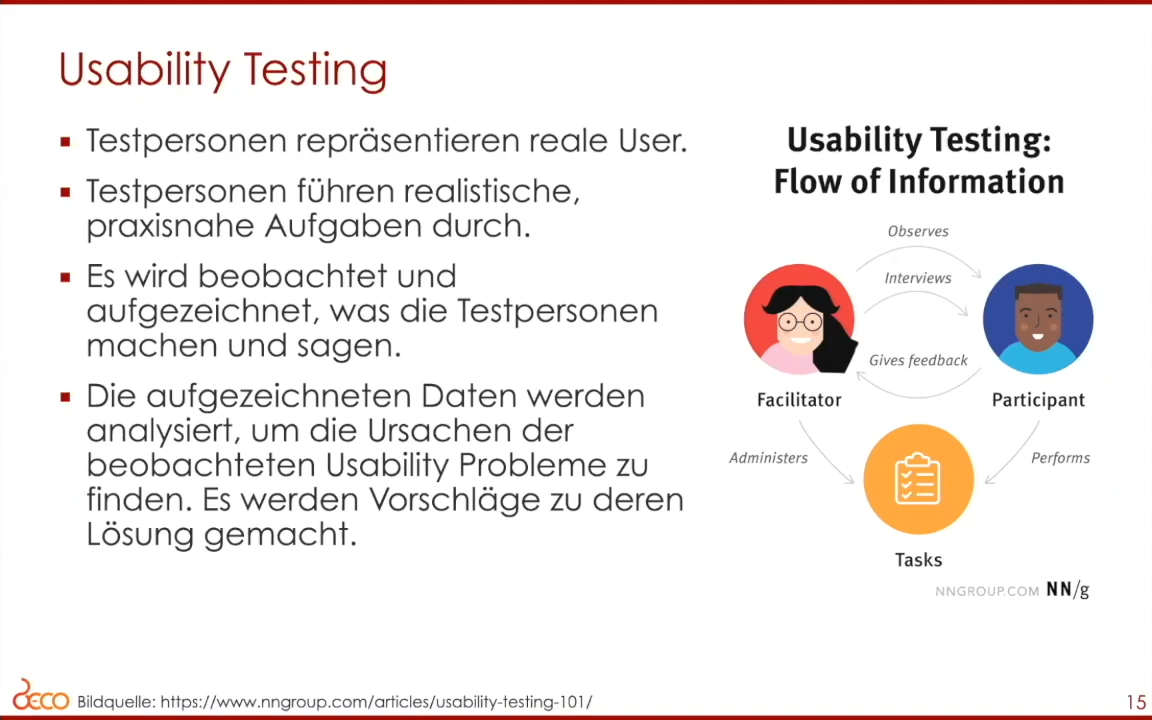 Usability Testing
Testpersonen repräsentieren reale User.
Testpersonen führen realistische,
praxisnahe Aufgaben durch.
Es wird beobachtet und
aufgezeichnet, was die Testpersonen
machen und sagen.
Die aufgezeichneten Daten werden
analysiert, um die Ursachen der
beobachteten Usability Probleme zu
finden. Es werden Vorschläge zu deren
Lösung gemacht.
Usability Testing:
Flow of Information
Observes
Interviews
Gives feedback
Facilitator
Participant
Administers
Performs
Tasks
NNGROUP.COM NN/g
DECO Bildquelle: https://www.nngroup.com/articles/usability-testing-101/
15